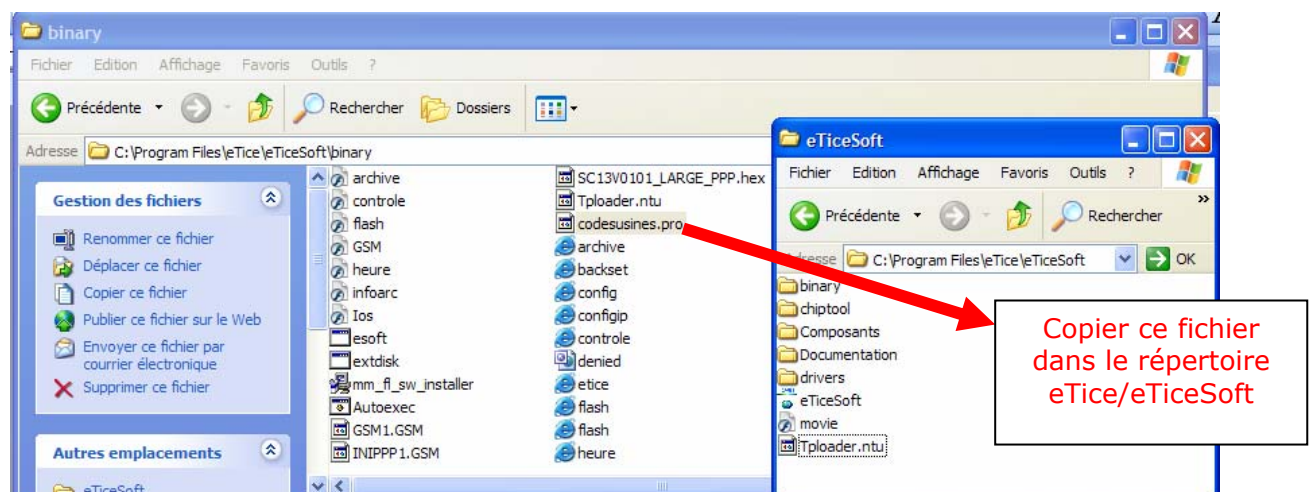 binary
Fichier Edition Affichage Favoris Outils ?
Précédente Rechercher Dossiers
Adresse C:\Program Files\eTice\eTiceSoft\binary
Gestion des fichiers
Renommer ce fichier
Déplacer ce fichier
Copier ce fichier
Publier ce fichier sur le Web
Envoyer ce fichier par
courrier électronique
Supprimer ce fichier
Autres emplacements
eTiceSoft
archive
controle
flash
GSM
heure
infoarc
Ios
esoft
extdisk
mm_fl_sw_installer
Autoexec
GSM1.GSM
INIPPP1.GSM
SC13V0101_LARGE_PPP.hex
Tploader.ntu
codesusines.pro
archive
backset
config
configip
controle
denied
etice
flash
flash
heure
eTiceSoft
Fichier Edition Affichage Favoris Outils ?
Précédente Rechercher »
Adresse C:\Program Files\eTice\eTiceSoft OK
binary
chiptool
Composants
Documentation
drivers
eTiceSoft
movie
Tploader.ntu
Copier ce fichier
dans le répertoire
eTice/eTiceSoft